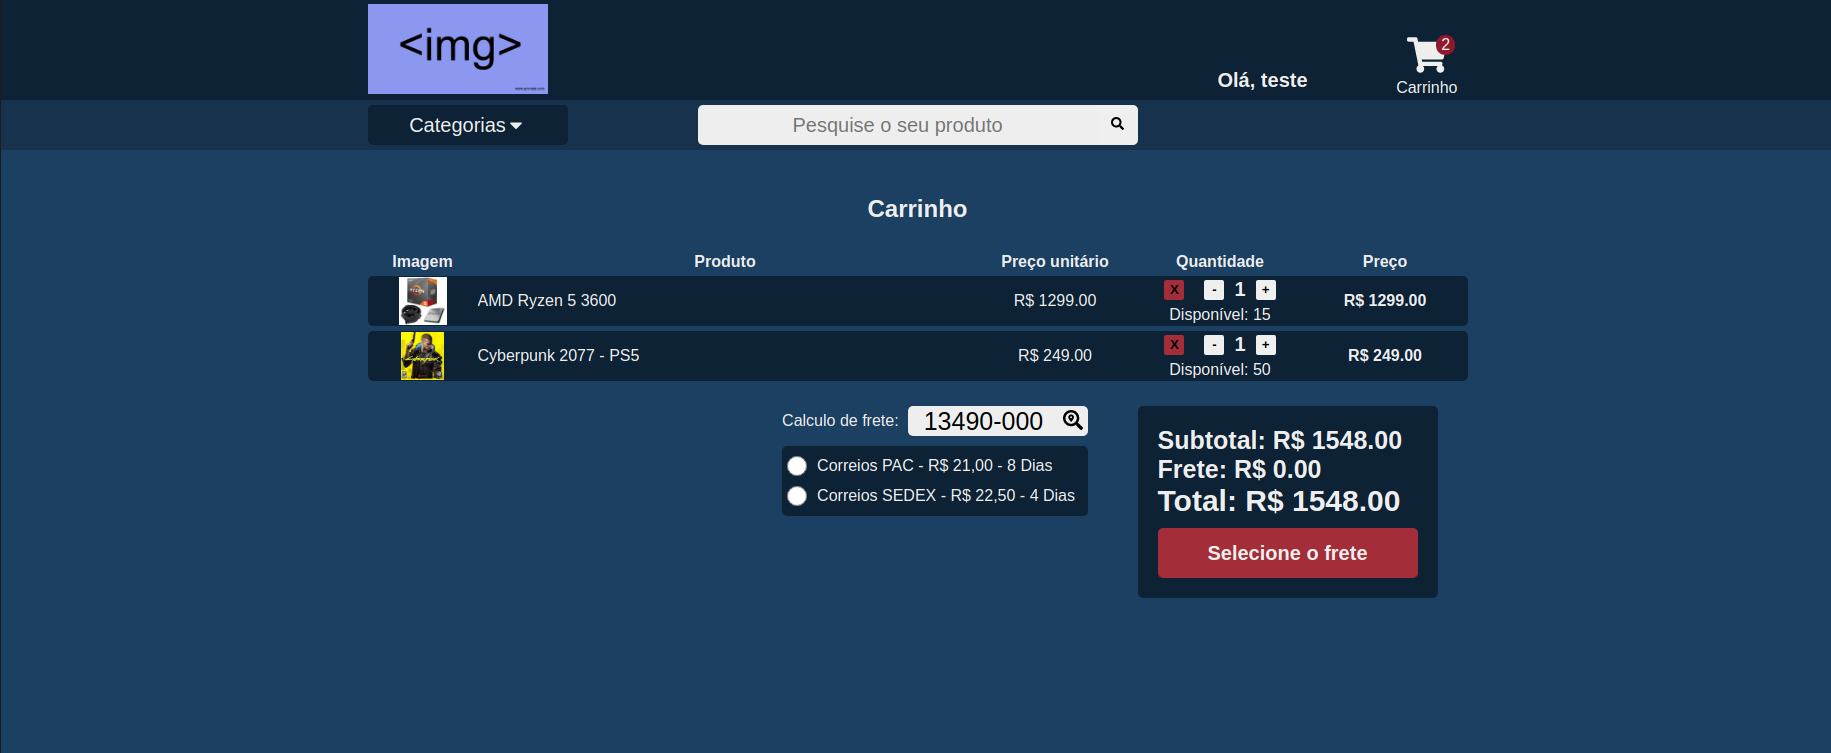 <img>
Olá, teste
2
Carrinho
Categorias
Pesquise o seu produto
Carrinho
Imagem Produto Preço unitário Quantidade Preço
AMD Ryzen 5 3600 R$ 1299.00 X - 1 + R$ 1299.00
Disponível: 15
Cyberpunk 2077 - PS5 R$ 249.00 X - 1 + R$ 249.00
Disponível: 50
Calculo de frete: 13490-000
Correios PAC - R$ 21,00 - 8 Dias
Correios SEDEX - R$ 22,50 - 4 Dias
Subtotal: R$ 1548.00
Frete: R$ 0.00
Total: R$ 1548.00
Selecione o frete